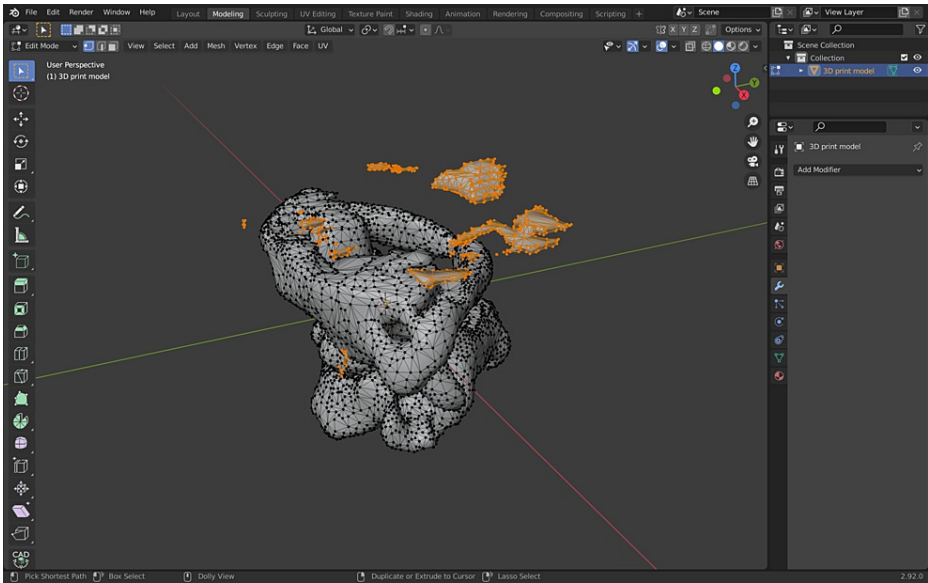 File Edit Render Window Help Layout Modeling Sculpting UV Editing Texture Paint Shading Animation Rendering Compositing Scripting + Scene View Layer
Global X Y Z Options
Edit Mode View Select Add Mesh Vertex Edge Face UV
User Perspective
(1) 3D print model
Z
Y
X
CAD
Scene Collection
Collection
3D print model
3D print model
Add Modifier
Pick Shortest Path Box Select Dolly View Duplicate or Extrude to Cursor Lasso Select 2.92.0